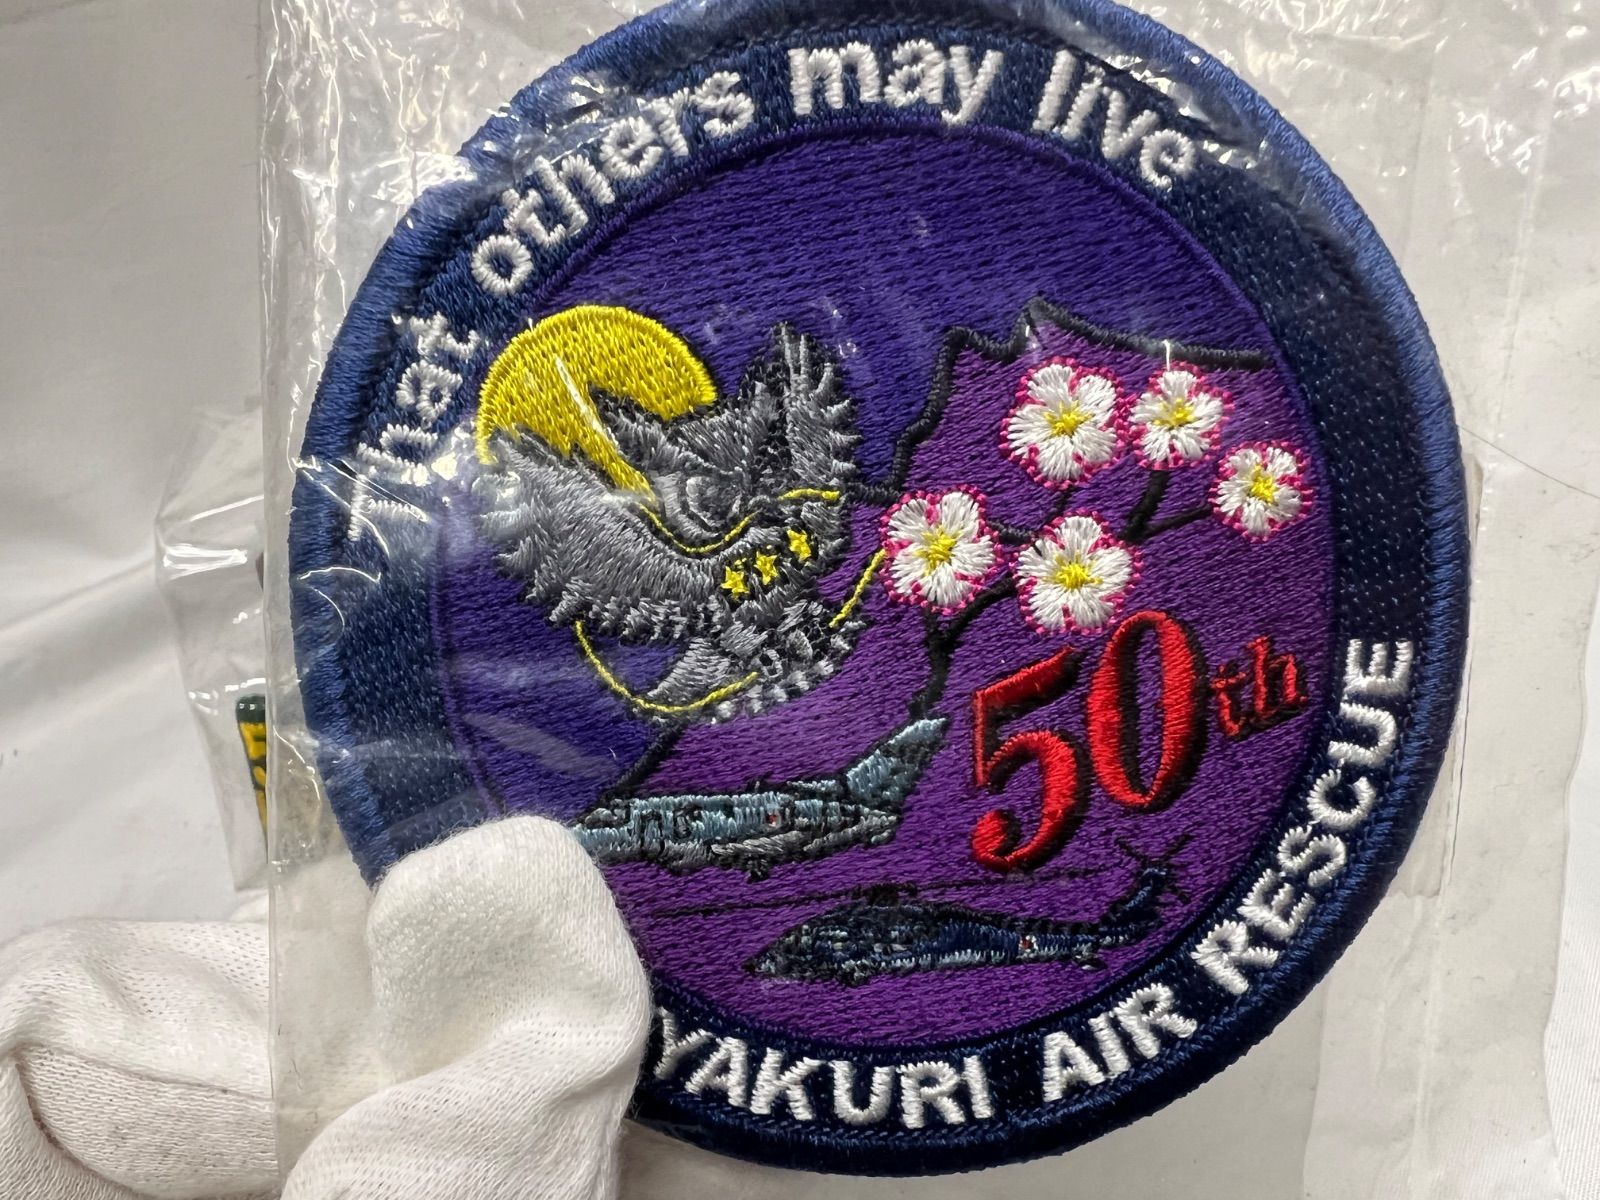 That others may live
50th
YAKURI AIR RESCUE